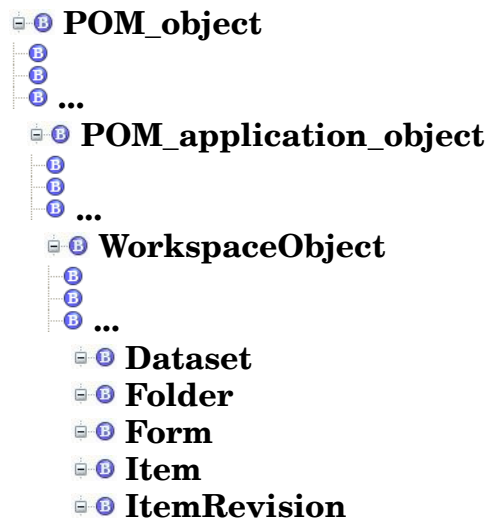 B POM_object
B
B
B ...
B POM_application_object
B
B
B ...
B WorkspaceObject
B
B
B ...
B Dataset
B Folder
B Form
B Item
B ItemRevision